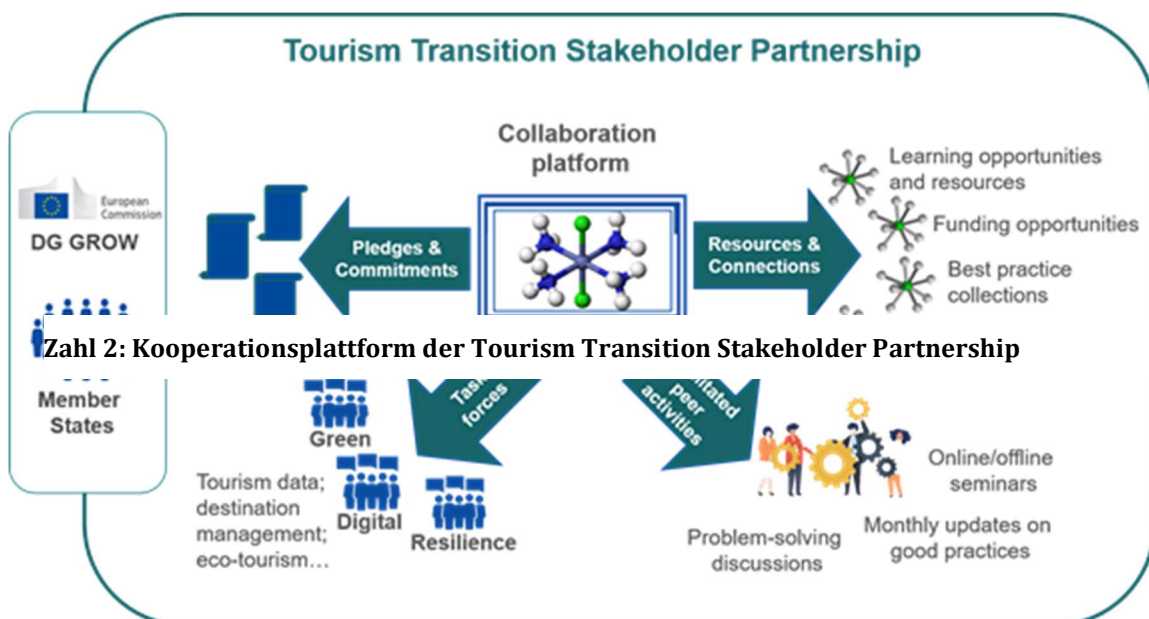 Tourism Transition Stakeholder Partnership
European
Commission
DG GROW
Member
States
Collaboration
platform
Pledges &
Commitments
Resources &
Connections
Learning opportunities
and resources
Funding opportunities
Best practice
collections
Zahl 2: Kooperationsplattform der Tourism Transition Stakeholder Partnership
forces
peer
activities
Green
Digital
Resilience
Tourism data;
destination
management;
eco-tourism…
Online/offline
seminars
Problem-solving
discussions
Monthly updates on
good practices